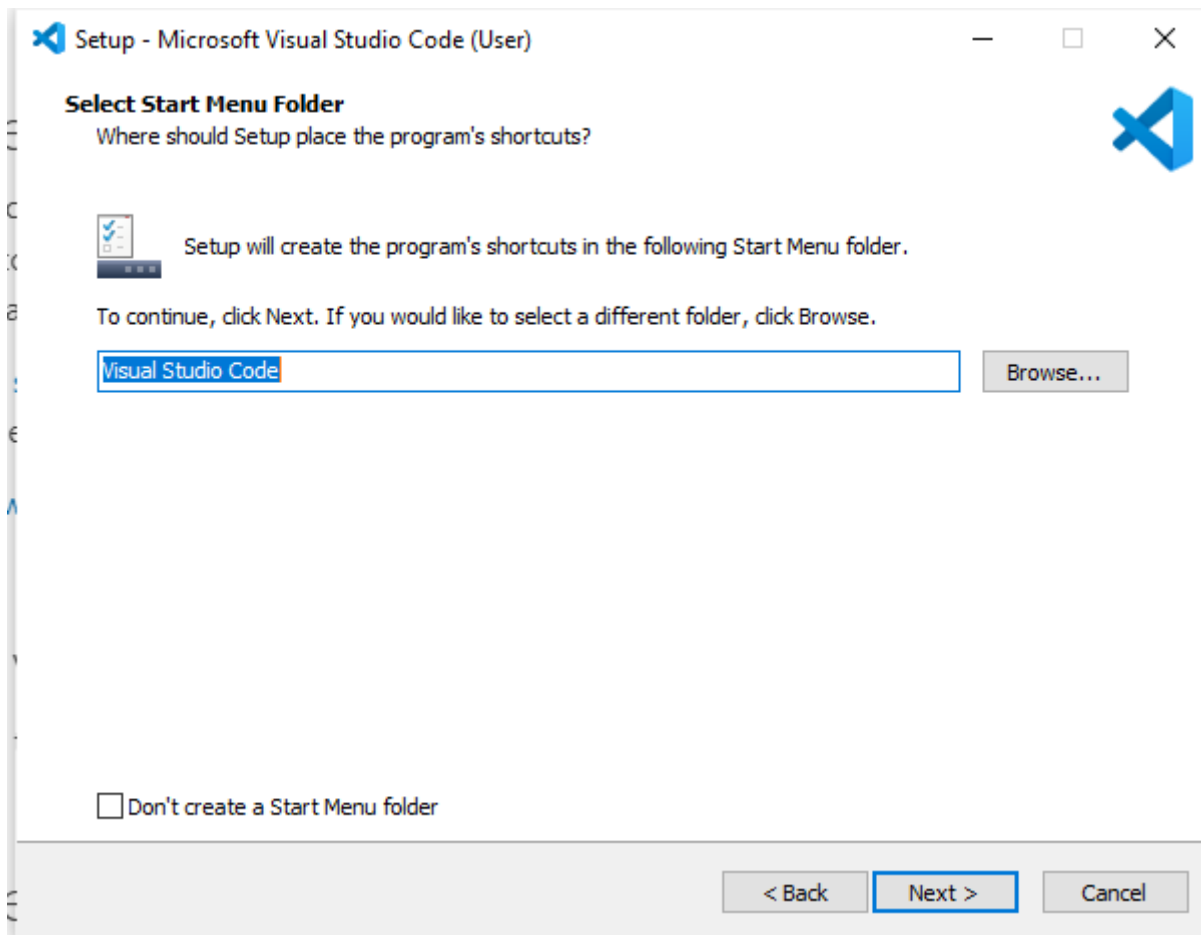 Setup - Microsoft Visual Studio Code (User)
Select Start Menu Folder
Where should Setup place the program's shortcuts?
Setup will create the program's shortcuts in the following Start Menu folder.
To continue, click Next. If you would like to select a different folder, click Browse.
Visual Studio Code
Browse...
Don't create a Start Menu folder
< Back
Next >
Cancel